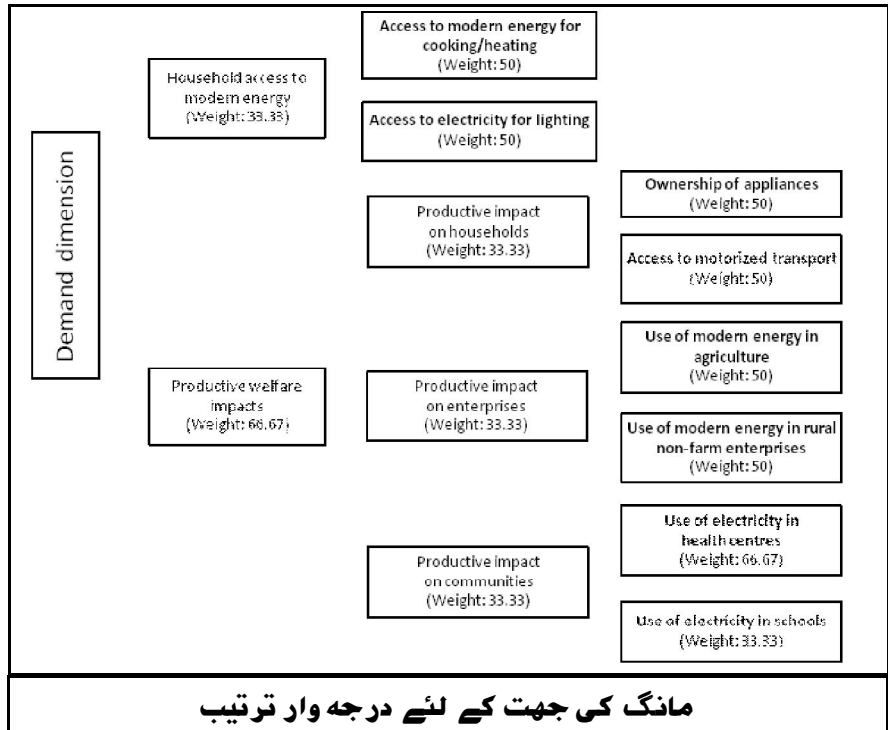 Demand dimension
Household access to
modern energy
(Weight: 33.33)
Access to modern energy for
cooking/heating
(Weight: 50)
Access to electricity for lighting
(Weight: 50)
Productive welfare
impacts
(Weight: 66.67)
Productive impact
on households
(Weight: 33.33)
Ownership of appliances
(Weight: 50)
Access to motorized transport
(Weight: 50)
Productive impact
on enterprises
(Weight: 33.33)
Use of modern energy in
agriculture
(Weight: 50)
Use of modern energy in rural
non-farm enterprises
(Weight: 50)
Productive impact
on communities
(Weight: 33.33)
Use of electricity in
health centres
(Weight: 66.67)
Use of electricity in schools
(Weight: 33.33)
مانگ کی جهت کے لئے درجه وار ترتیب